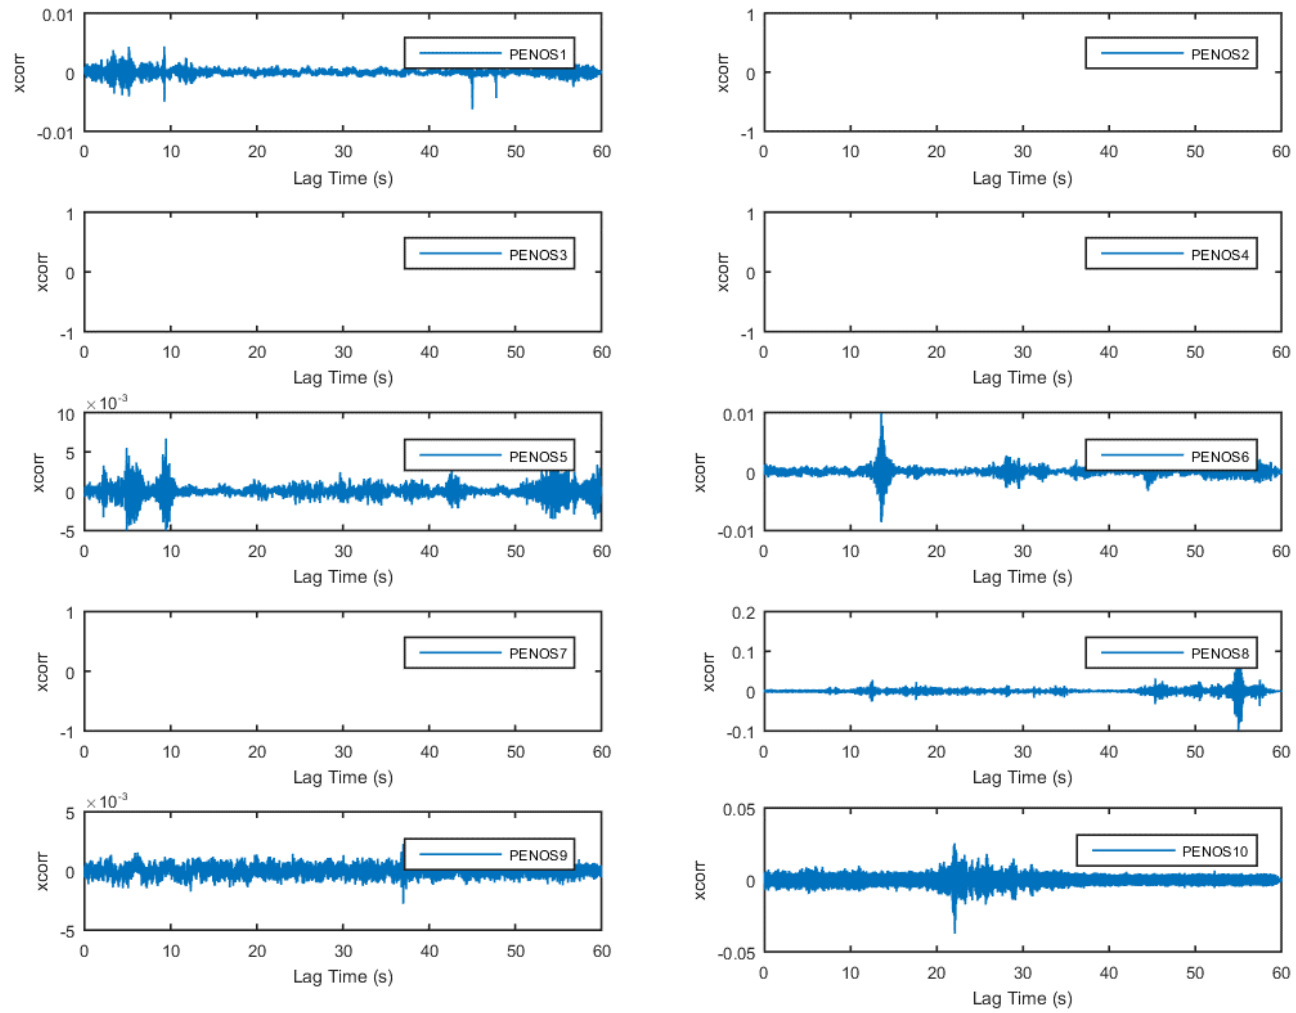 0.01
0
-0.01
xcorr
PENOS1
0 10 20 30 40 50 60
Lag Time (s)
1
0
-1
xcorr
PENOS2
0 10 20 30 40 50 60
Lag Time (s)
1
0
-1
xcorr
PENOS3
0 10 20 30 40 50 60
Lag Time (s)
1
0
-1
xcorr
PENOS4
0 10 20 30 40 50 60
Lag Time (s)
×10⁻³
10
5
0
-5
xcorr
PENOS5
0 10 20 30 40 50 60
Lag Time (s)
0.01
0
-0.01
xcorr
PENOS6
0 10 20 30 40 50 60
Lag Time (s)
1
0
-1
xcorr
PENOS7
0 10 20 30 40 50 60
Lag Time (s)
0.2
0.1
0
-0.1
xcorr
PENOS8
0 10 20 30 40 50 60
Lag Time (s)
×10⁻³
5
0
-5
xcorr
PENOS9
0 10 20 30 40 50 60
Lag Time (s)
0.05
0
-0.05
xcorr
PENOS10
0 10 20 30 40 50 60
Lag Time (s)